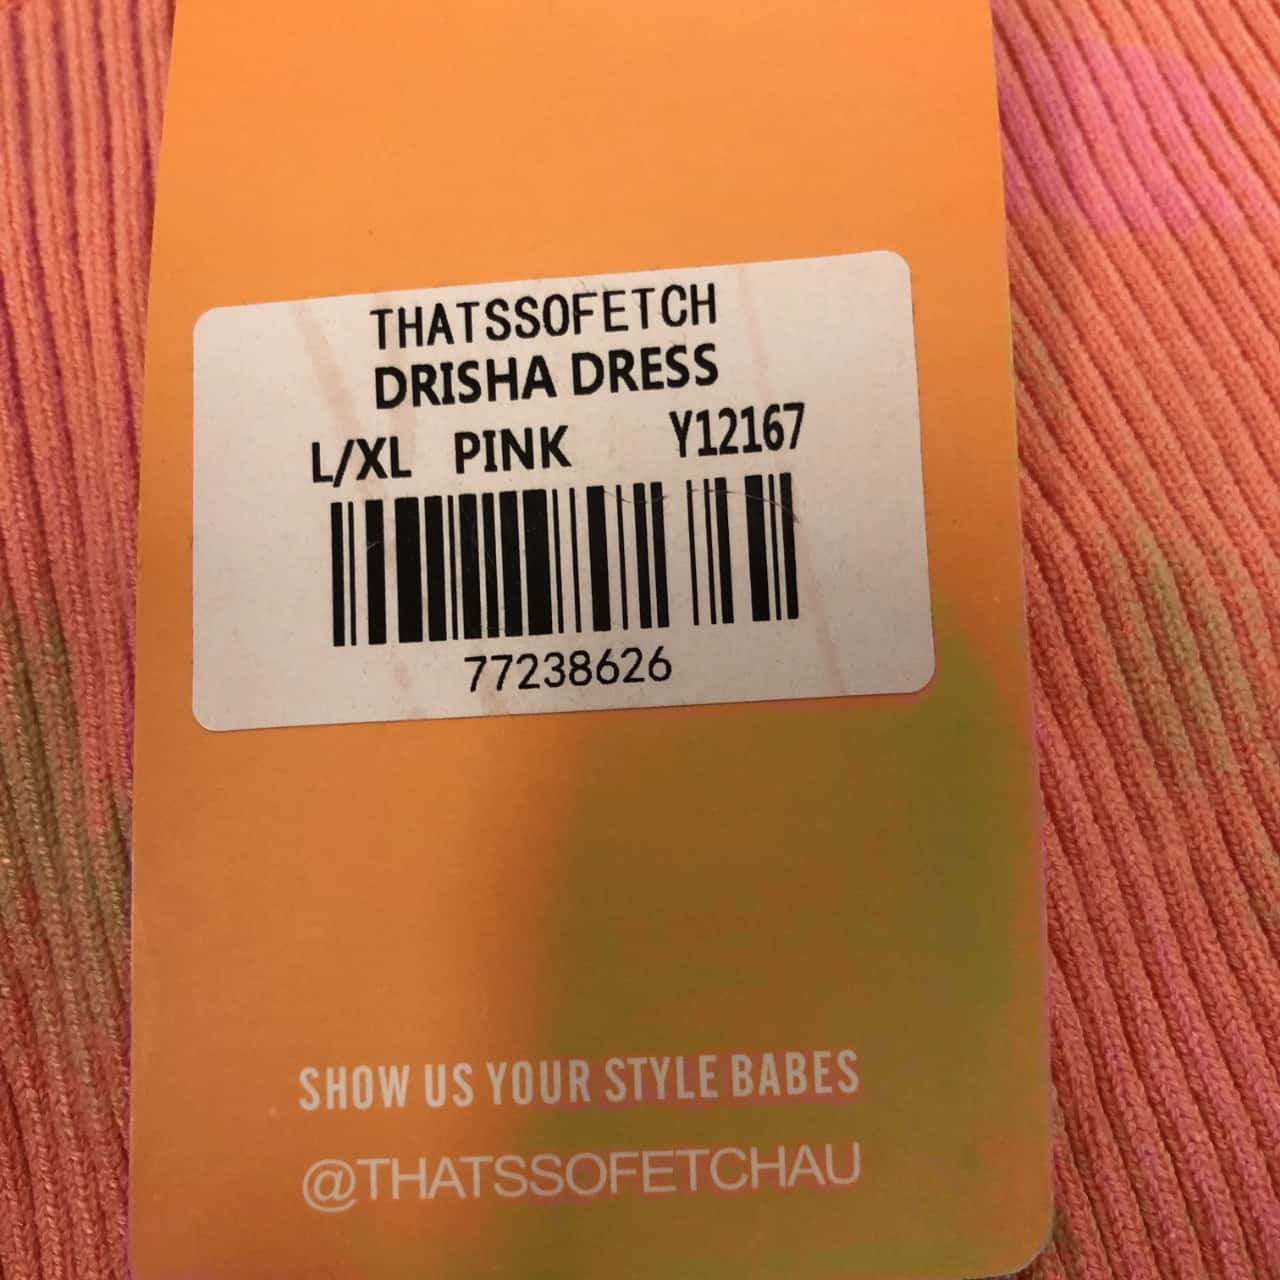 THATSSOFETCH
DRISHA DRESS
L/XL PINK Y12167
77238626
SHOW US YOUR STYLE BABES
@THATSSOFETCHAU